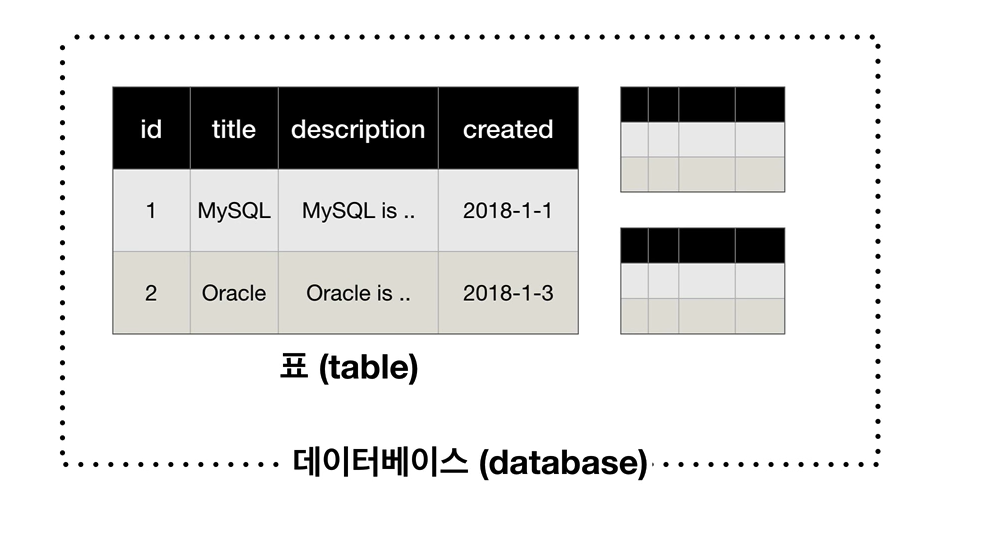 id title description created
1 MySQL MySQL is .. 2018-1-1
2 Oracle Oracle is .. 2018-1-3
표 (table)
데이터베이스 (database)